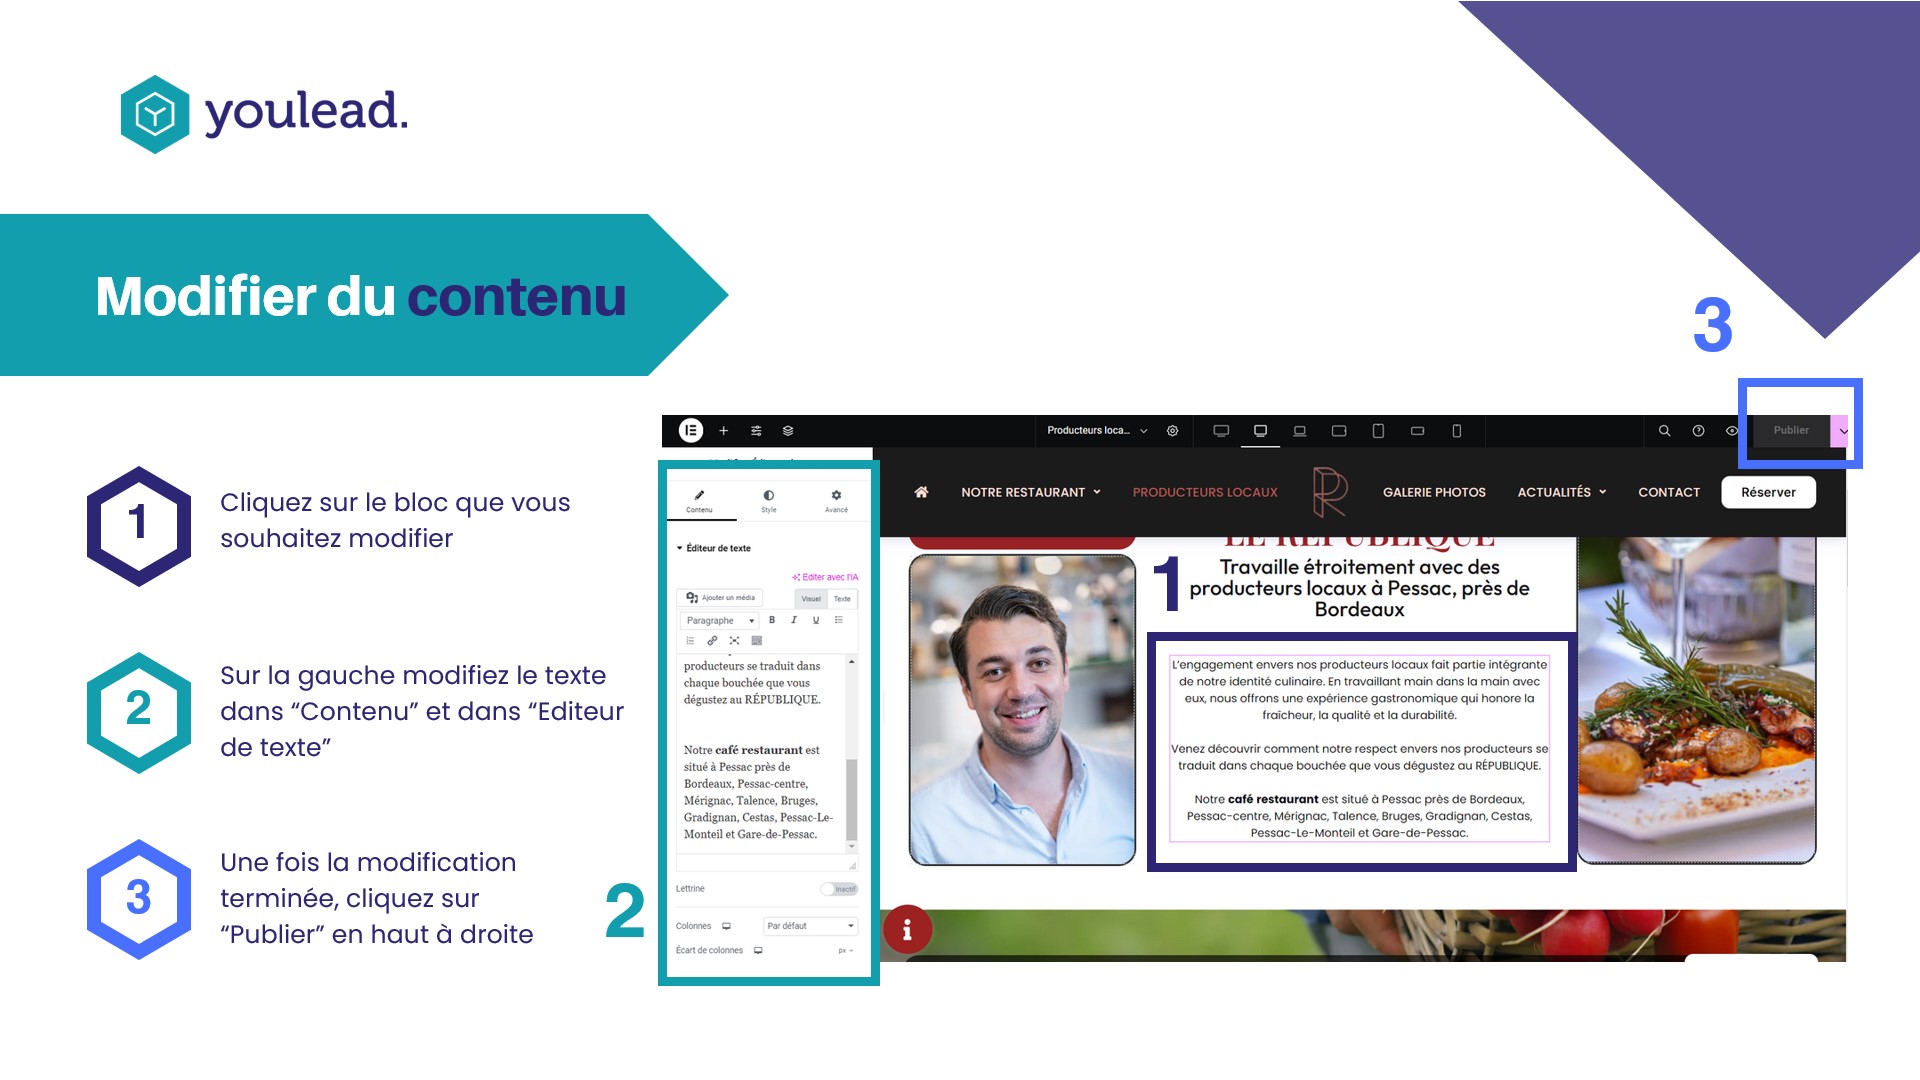 youlead.
Modifier du contenu
1
Cliquez sur le bloc que vous
souhaitez modifier
2
Sur la gauche modifiez le texte
dans “Contenu” et dans “Editeur
de texte”
3
Une fois la modification
terminée, cliquez sur
“Publier” en haut à droite
3
Producteurs loca...
Publier
NOTRE RESTAURANT
PRODUCTEURS LOCAUX
GALERIE PHOTOS
ACTUALITÉS
CONTACT
Réserver
2
Contenu
Style
Avancé
Éditeur de texte
Editer avec l'IA
Ajouter un média
Visuel
Texte
Paragraphe
B I U
producteurs se traduit dans
chaque bouchée que vous
dégustez au RÉPUBLIQUE.
Notre café restaurant est
situé à Pessac près de
Bordeaux, Pessac-centre,
Mérignac, Talence, Bruges,
Gradignan, Cestas, Pessac-Le-
Monteil et Gare-de-Pessac.
Lettrine
Inactif
Colonnes
Par défaut
Écart de colonnes
px
LE RÉPUBLIQUE
1
Travaille étroitement avec des
producteurs locaux à Pessac, près de
Bordeaux
L’engagement envers nos producteurs locaux fait partie intégrante
de notre identité culinaire. En travaillant main dans la main avec
eux, nous offrons une expérience gastronomique qui honore la
fraîcheur, la qualité et la durabilité.
Venez découvrir comment notre respect envers nos producteurs se
traduit dans chaque bouchée que vous dégustez au RÉPUBLIQUE.
Notre café restaurant est situé à Pessac près de Bordeaux,
Pessac-centre, Mérignac, Talence, Bruges, Gradignan, Cestas,
Pessac-Le-Monteil et Gare-de-Pessac.